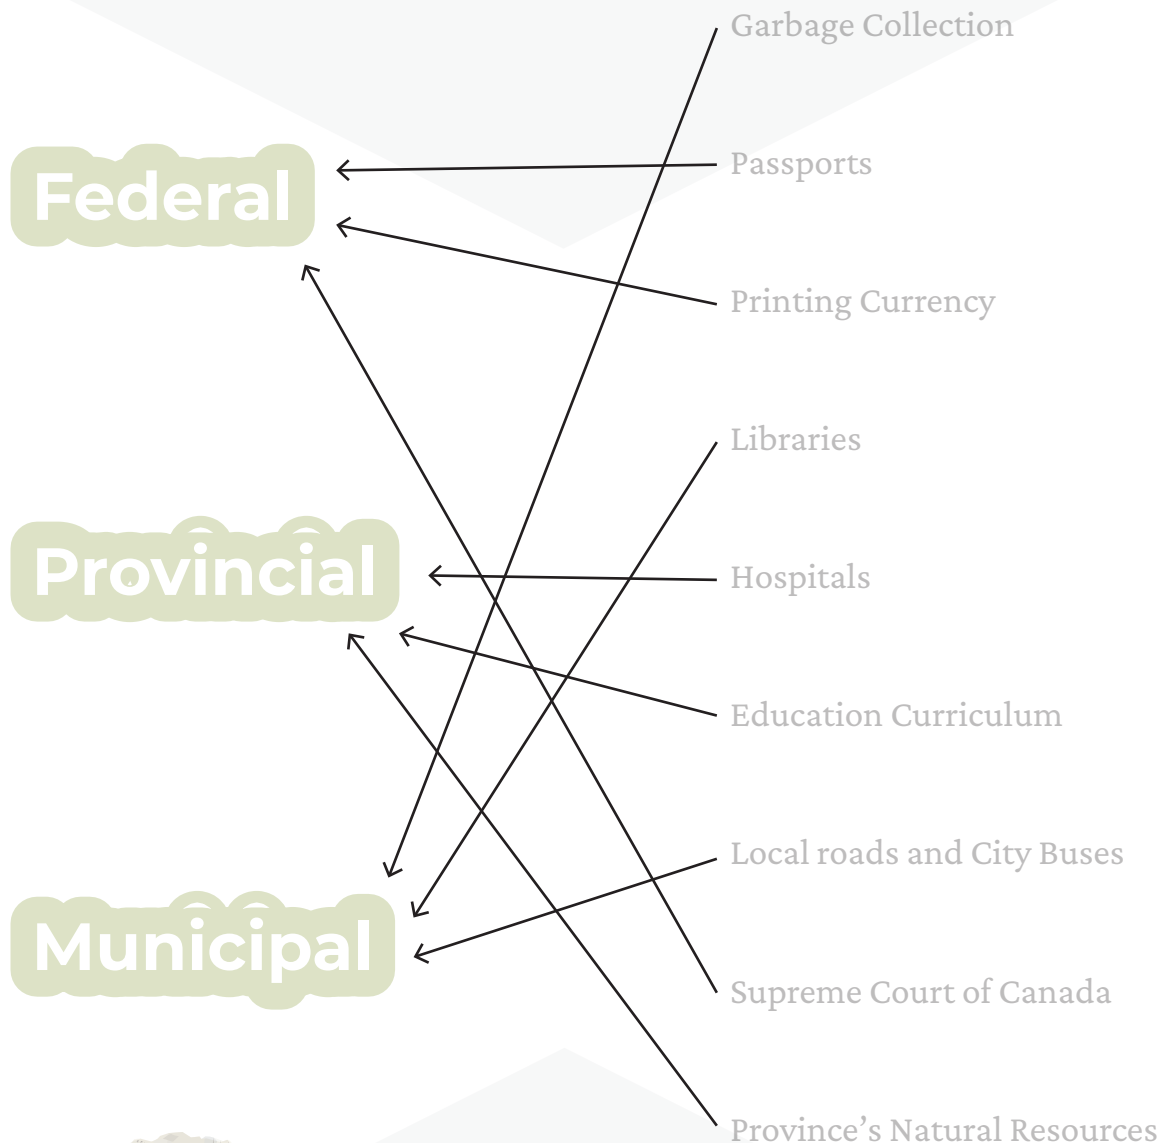 Garbage Collection
Passports
Federal
Printing Currency
Libraries
Provincial
Hospitals
Education Curriculum
Local roads and City Buses
Municipal
Supreme Court of Canada
Province’s Natural Resources